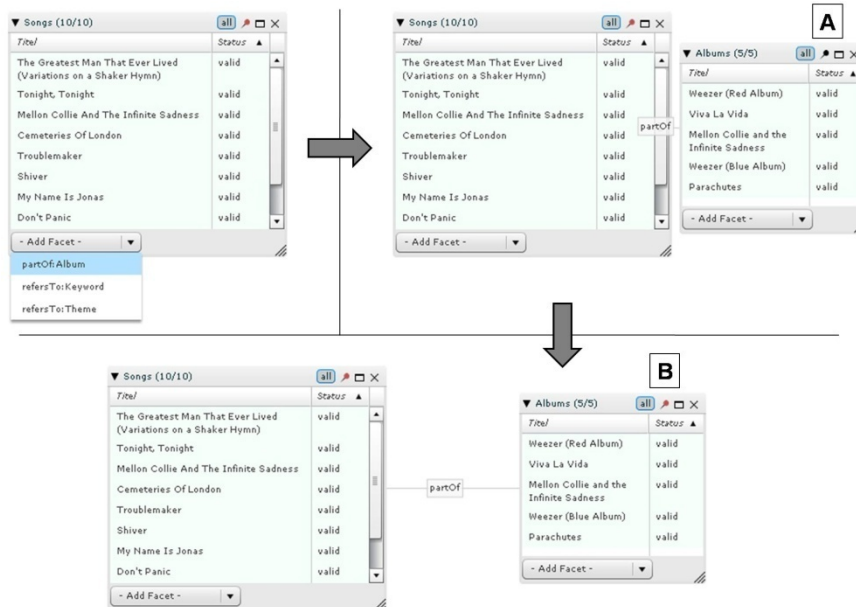 ▼ Songs (10/10) all
Titel Status ▲
The Greatest Man That Ever Lived valid
(Variations on a Shaker Hymn)
Tonight, Tonight valid
Mellon Collie And The Infinite Sadness valid
Cemeteries Of London valid
Troublemaker valid
Shiver valid
My Name Is Jonas valid
Don't Panic valid
- Add Facet - ▼
partOf:Album
refersTo:Keyword
refersTo:Theme
▼ Songs (10/10) all
Titel Status ▲
The Greatest Man That Ever Lived valid
(Variations on a Shaker Hymn)
Tonight, Tonight valid
Mellon Collie And The Infinite Sadness valid
Cemeteries Of London valid
Troublemaker valid
Shiver valid
My Name Is Jonas valid
Don't Panic valid
- Add Facet - ▼
partOf
A
▼ Albums (5/5) all
Titel Status ▲
Weezer (Red Album) valid
Viva La Vida valid
Mellon Collie and the valid
Infinite Sadness
Weezer (Blue Album) valid
Parachutes valid
- Add Facet - ▼
▼ Songs (10/10) all
Titel Status ▲
The Greatest Man That Ever Lived valid
(Variations on a Shaker Hymn)
Tonight, Tonight valid
Mellon Collie And The Infinite Sadness valid
Cemeteries Of London valid
Troublemaker valid
Shiver valid
My Name Is Jonas valid
Don't Panic valid
- Add Facet - ▼
partOf
B
▼ Albums (5/5) all
Titel Status ▲
Weezer (Red Album) valid
Viva La Vida valid
Mellon Collie and the valid
Infinite Sadness
Weezer (Blue Album) valid
Parachutes valid
- Add Facet - ▼